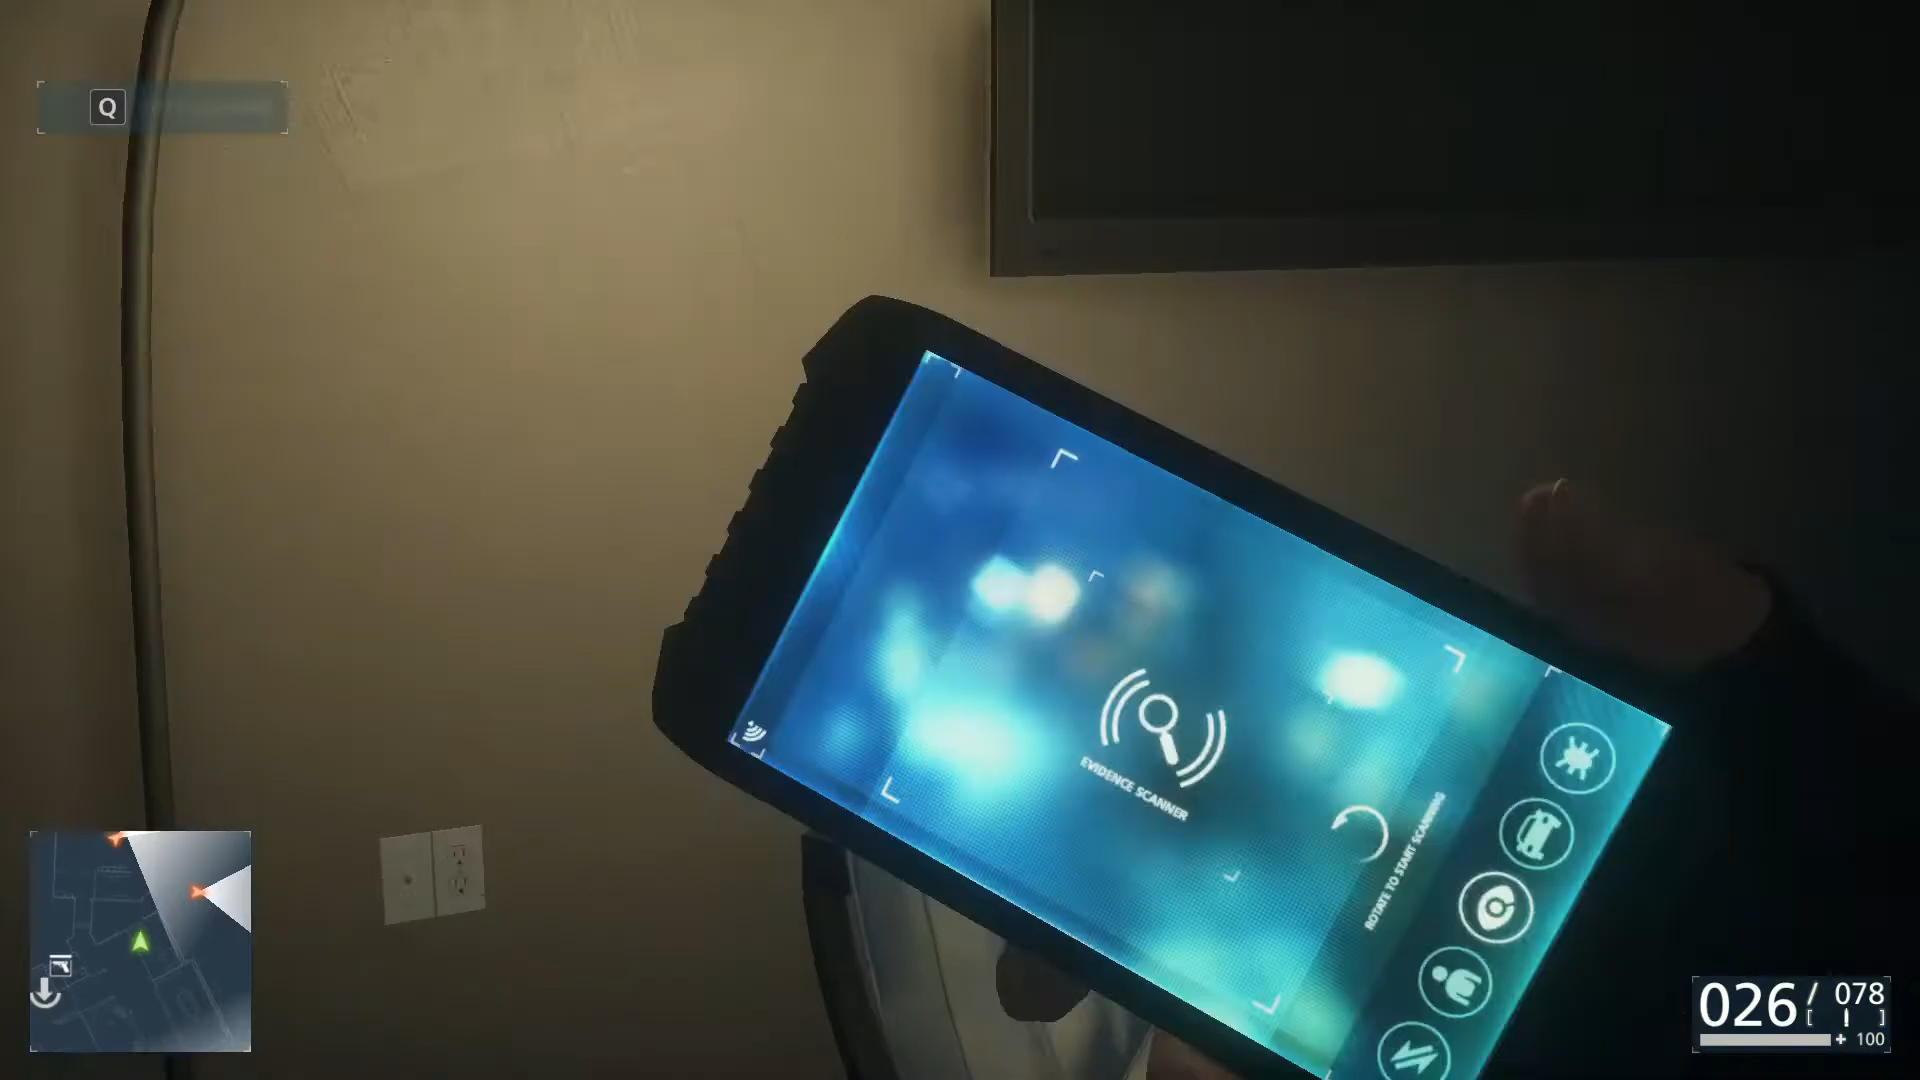 Q
EVIDENCE SCANNER
ROTATE TO START SCANNING
026/ 078
[ ! ]
+ 100